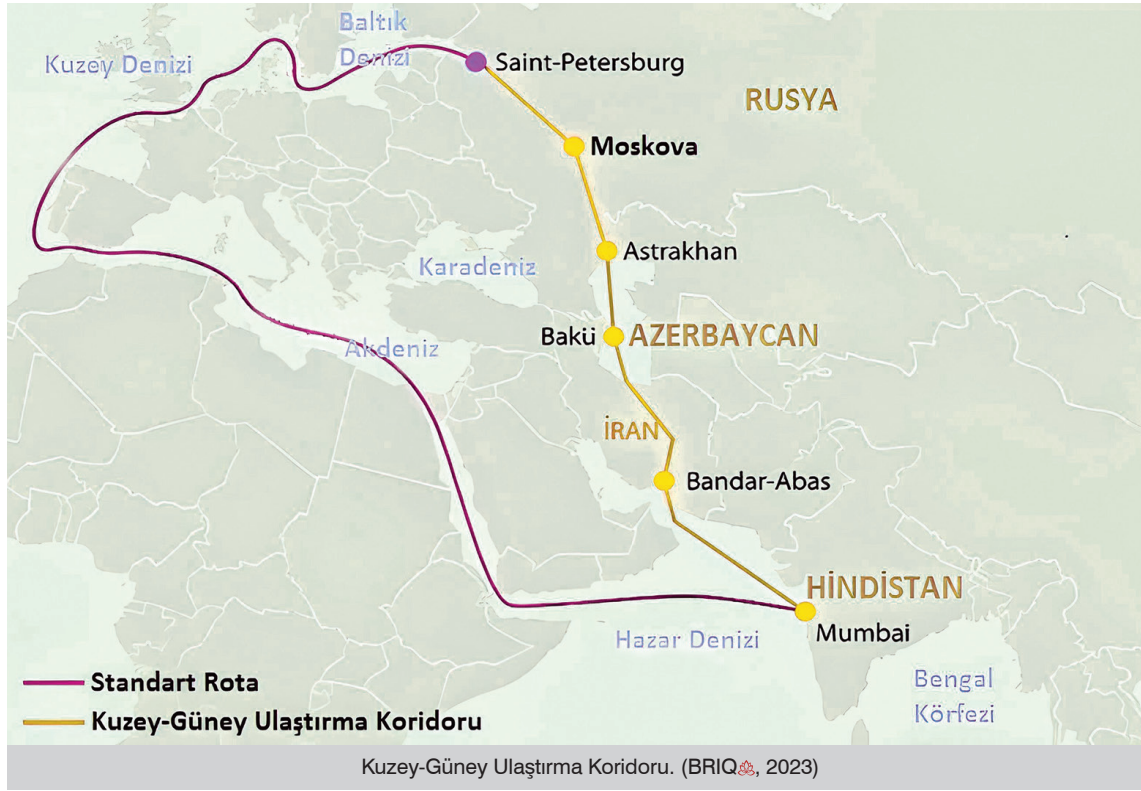 Baltık
Denizi
Kuzey Denizi
Saint-Petersburg
RUSYA
Moskova
Astrakhan
Karadeniz
Bakü
AZERBAYCAN
Akdeniz
İRAN
Bandar-Abas
HİNDİSTAN
Mumbai
Hazar Denizi
Bengal
Körfezi
Standart Rota
Kuzey-Güney Ulaştırma Koridoru
Kuzey-Güney Ulaştırma Koridoru. (BRIQ, 2023)